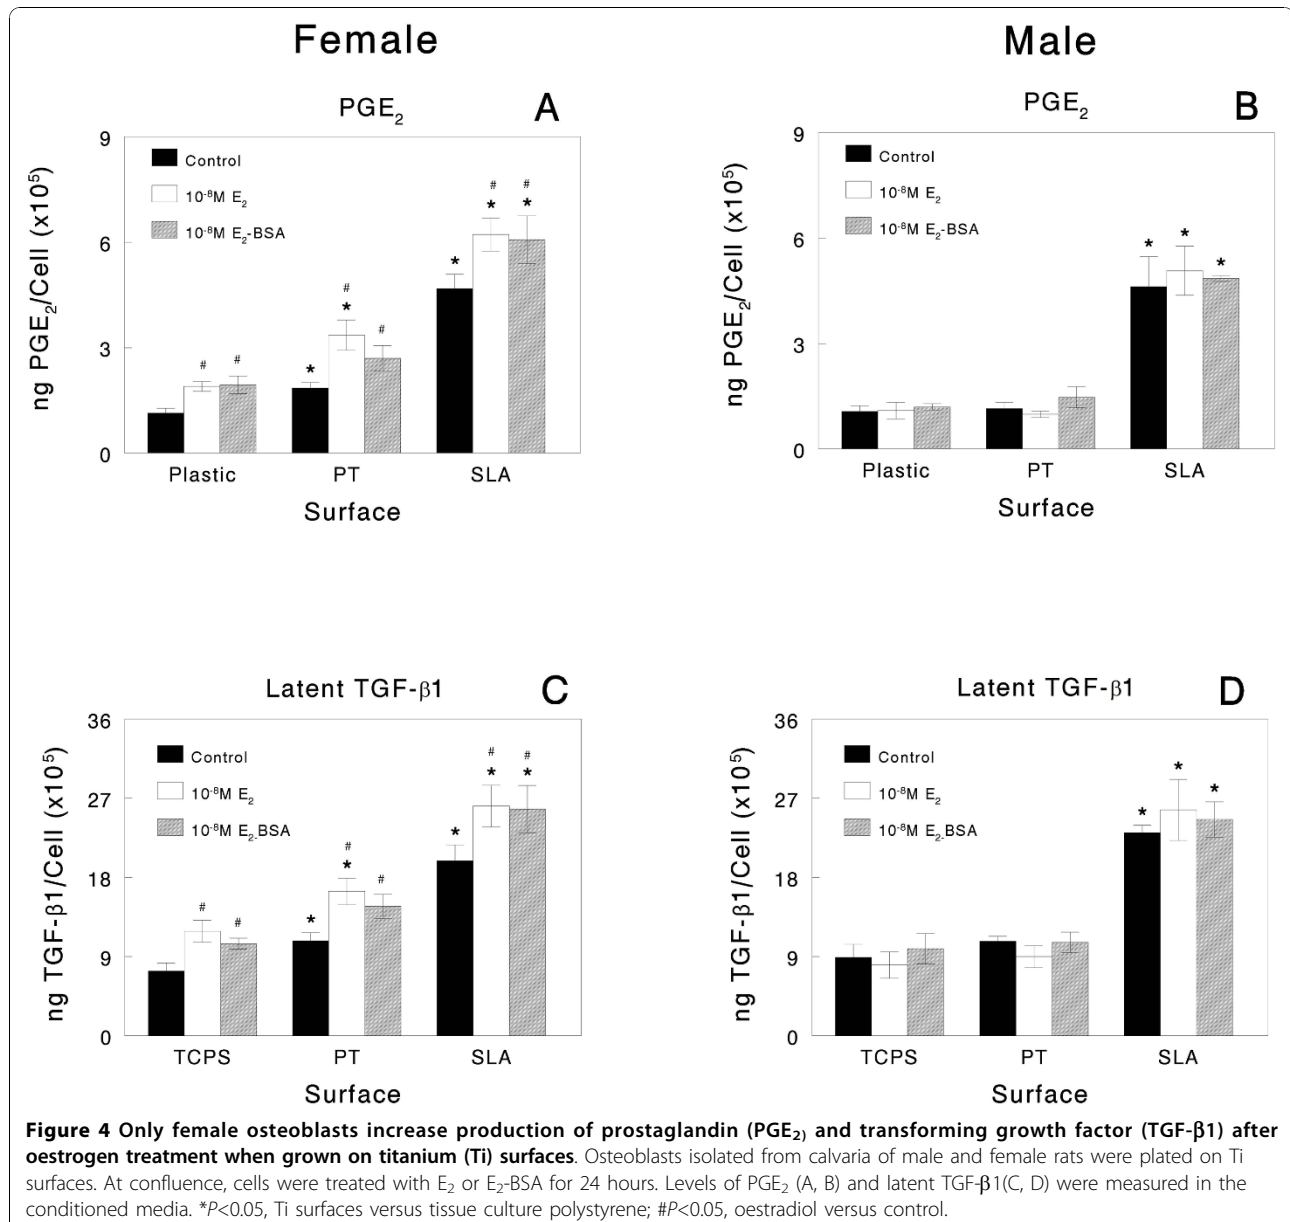 Female
Male
PGE2
A
9
6
3
0
ng PGE2/Cell (x10^5)
Control
10^-8M E2
10^-8M E2-BSA
#
#
*
#
*
#
*
#
*
#
*
Plastic
PT
SLA
Surface
PGE2
B
9
6
3
0
ng PGE2/Cell (x10^5)
Control
10^-8M E2
10^-8M E2-BSA
*
*
*
Plastic
PT
SLA
Surface
Latent TGF-β1
C
36
27
18
9
0
ng TGF-β1/Cell (x10^5)
Control
10^-8M E2
10^-8M E2-BSA
#
#
*
#
*
#
*
#
*
#
*
TCPS
PT
SLA
Surface
Latent TGF-β1
D
36
27
18
9
0
ng TGF-β1/Cell (x10^5)
Control
10^-8M E2
10^-8M E2-BSA
*
*
*
TCPS
PT
SLA
Surface
Figure 4 Only female osteoblasts increase production of prostaglandin (PGE2) and transforming growth factor (TGF-β1) after
oestrogen treatment when grown on titanium (Ti) surfaces. Osteoblasts isolated from calvaria of male and female rats were plated on Ti
surfaces. At confluence, cells were treated with E2 or E2-BSA for 24 hours. Levels of PGE2 (A, B) and latent TGF-β1(C, D) were measured in the
conditioned media. *P<0.05, Ti surfaces versus tissue culture polystyrene; #P<0.05, oestradiol versus control.